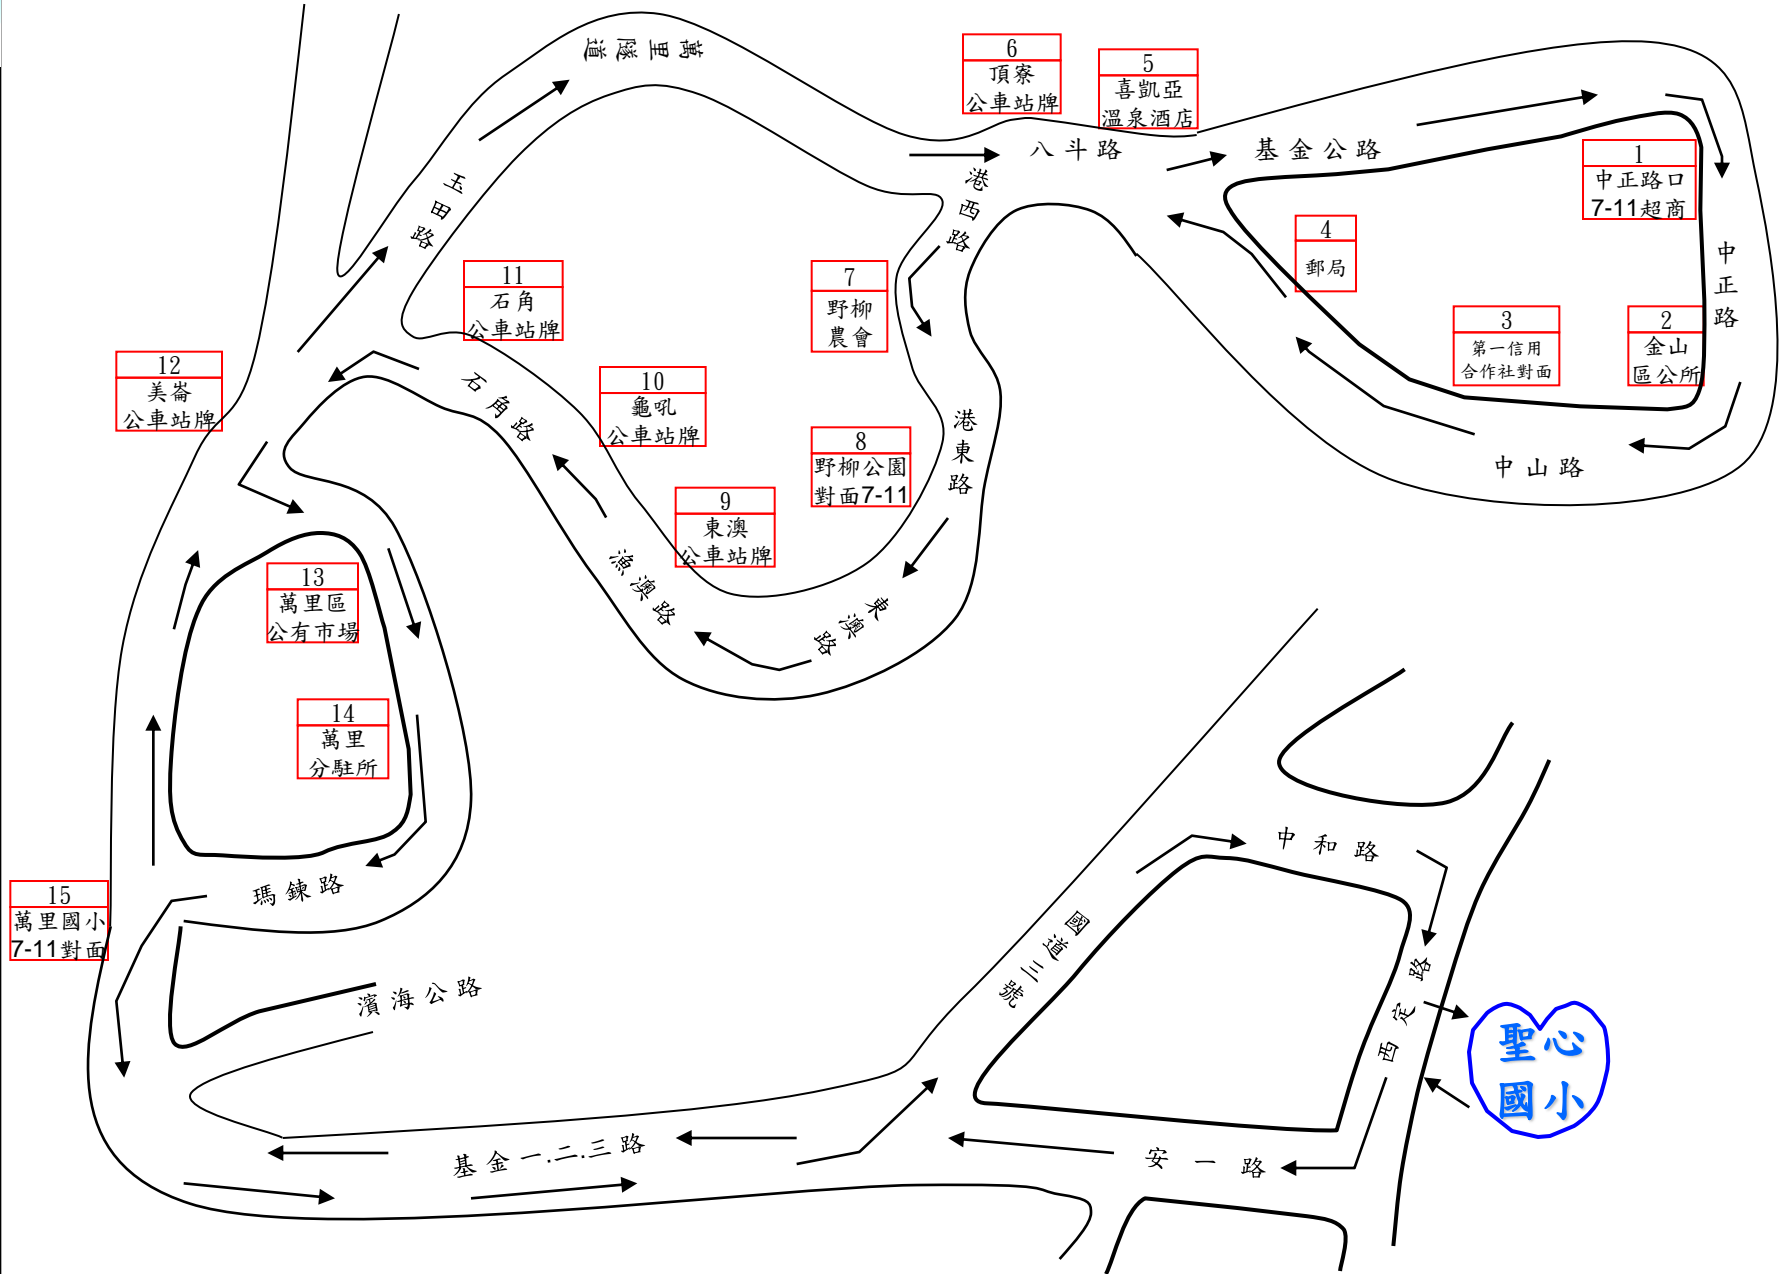 萬里隧道
6
頂寮
公車站牌
5
喜凱亞
溫泉酒店
八斗路
基金公路
1
中正路口
7-11超商
玉田路
港西路
4
郵局
中正路
11
石角
公車站牌
7
野柳
農會
3
第一信用
合作社對面
2
金山
區公所
12
美崙
公車站牌
石角路
10
龜吼
公車站牌
8
野柳公園
對面7-11
港東路
中山路
9
東澳
公車站牌
漁澳路
東澳路
13
萬里區
公有市場
14
萬里
分駐所
瑪鋉路
15
萬里國小
7-11對面
濱海公路
中和路
國道三號
西定路
聖心
國小
基金一.二.三路
安一路